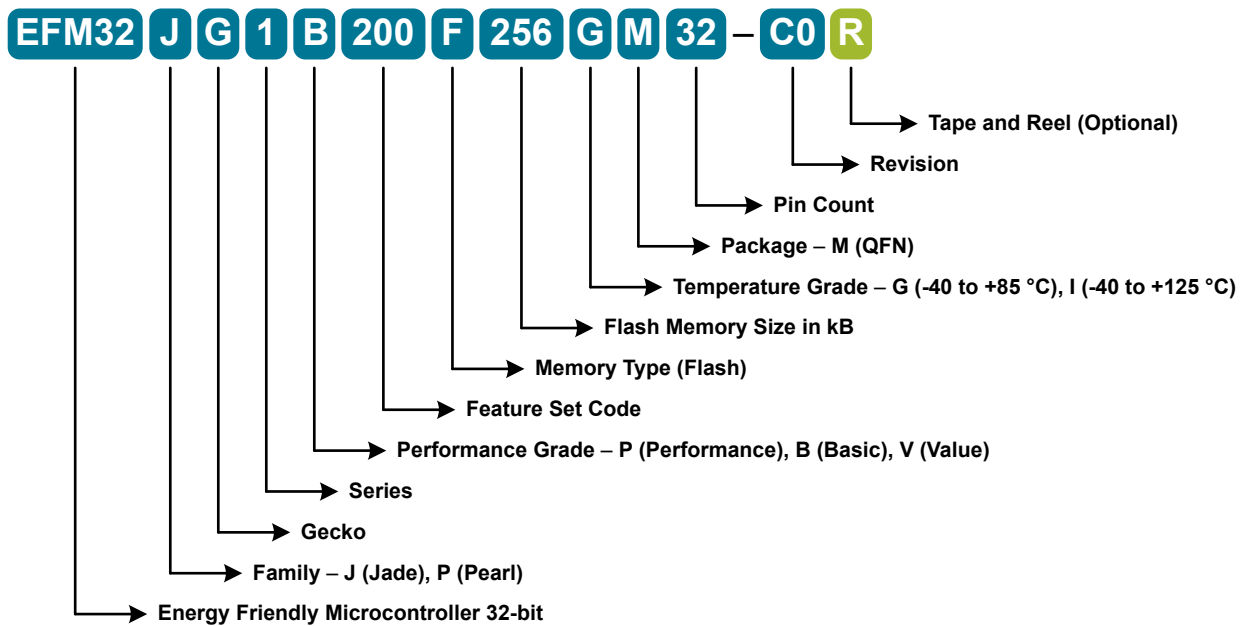 EFM32 J G 1 B 200 F 256 G M 32 – C0 R
Tape and Reel (Optional)
Revision
Pin Count
Package – M (QFN)
Temperature Grade – G (-40 to +85 °C), I (-40 to +125 °C)
Flash Memory Size in kB
Memory Type (Flash)
Feature Set Code
Performance Grade – P (Performance), B (Basic), V (Value)
Series
Gecko
Family – J (Jade), P (Pearl)
Energy Friendly Microcontroller 32-bit